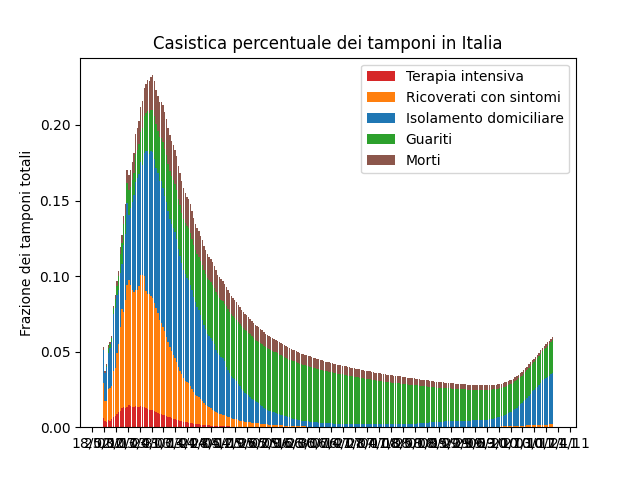 Casistica percentuale dei tamponi in Italia
Terapia intensiva
Ricoverati con sintomi
Isolamento domiciliare
Guariti
Morti
Frazione dei tamponi totali
0.20
0.15
0.10
0.05
0.00